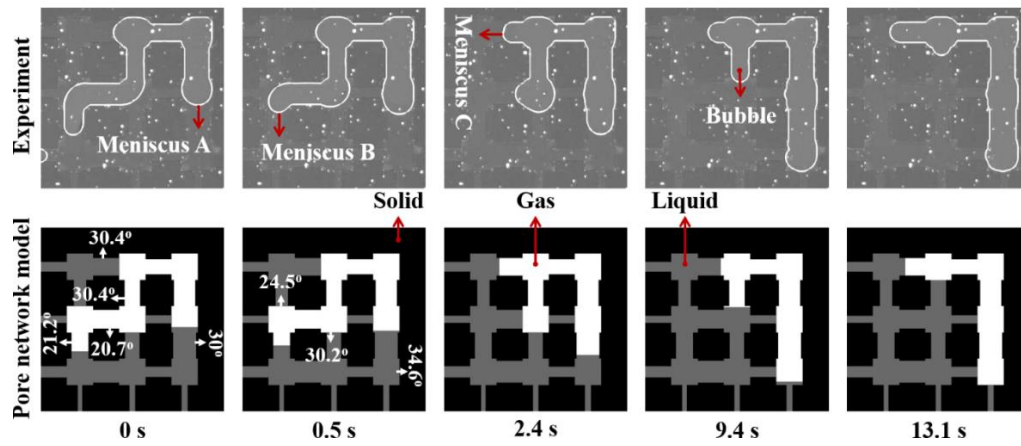 Experiment
Meniscus A
Meniscus B
Meniscus C
Bubble
Solid
Gas
Liquid
Pore network model
30.4°
30.4°
21.2°
20.7°
30°
24.5°
30.2°
34.6°
0 s
0.5 s
2.4 s
9.4 s
13.1 s